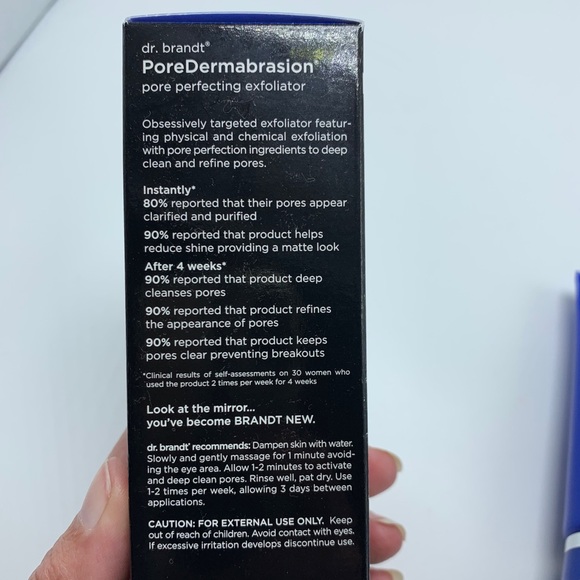 dr. brandt®
PoreDermabrasion®
pore perfecting exfoliator
Obsessively targeted exfoliator featur-
ing physical and chemical exfoliation
with pore perfection ingredients to deep
clean and refine pores.
Instantly*
80% reported that their pores appear
clarified and purified
90% reported that product helps
reduce shine providing a matte look
After 4 weeks*
90% reported that product deep
cleanses pores
90% reported that product refines
the appearance of pores
90% reported that product keeps
pores clear preventing breakouts
*Clinical results of self-assessments on 30 women who
used the product 2 times per week for 4 weeks
Look at the mirror...
you've become BRANDT NEW.
dr. brandt® recommends: Dampen skin with water.
Slowly and gently massage for 1 minute avoid-
ing the eye area. Allow 1-2 minutes to activate
and deep clean pores. Rinse well, pat dry. Use
1-2 times per week, allowing 3 days between
applications.
CAUTION: FOR EXTERNAL USE ONLY. Keep
out of reach of children. Avoid contact with eyes.
If excessive irritation develops discontinue use.